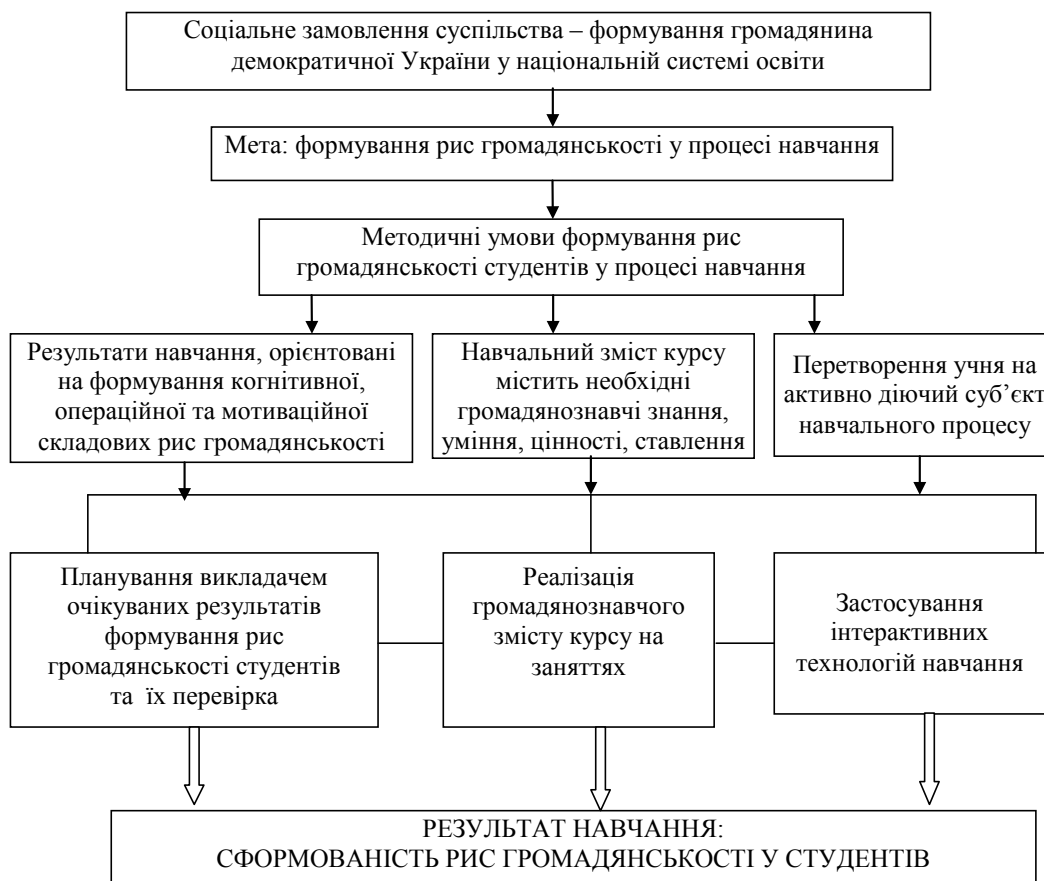 Соціальне замовлення суспільства – формування громадянина
демократичної України у національній системі освіти
Мета: формування рис громадянськості у процесі навчання
Методичні умови формування рис
громадянськості студентів у процесі навчання
Результати навчання, орієнтовані
на формування когнітивної,
операційної та мотиваційної
складових рис громадянськості
Навчальний зміст курсу
містить необхідні
громадянознавчі знання,
уміння, цінності, ставлення
Перетворення учня на
активно діючий суб’єкт
навчального процесу
Планування викладачем
очікуваних результатів
формування рис
громадянськості студентів
та їх перевірка
Реалізація
громадянознавчого
змісту курсу на
заняттях
Застосування
інтерактивних
технологій навчання
РЕЗУЛЬТАТ НАВЧАННЯ:
СФОРМОВАНІСТЬ РИС ГРОМАДЯНСЬКОСТІ У СТУДЕНТІВ